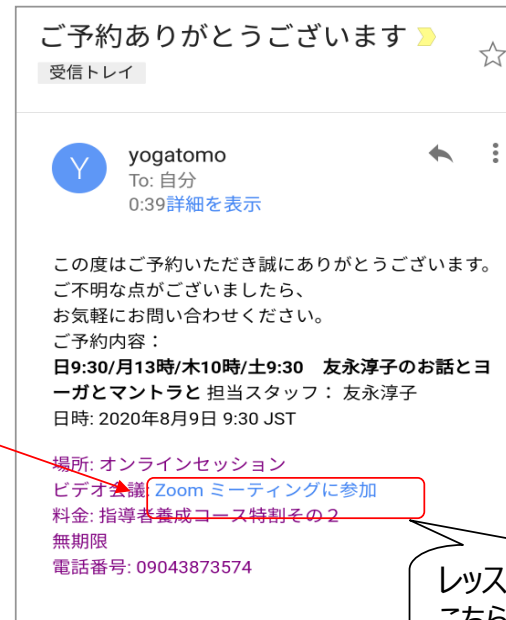 ご予約ありがとうございます
受信トレイ
Y
yogatomo
To: 自分
0:39詳細を表示
この度はご予約いただき誠にありがとうございます。
ご不明な点がございましたら、
お気軽にお問い合わせください。
ご予約内容：
日9:30/月13時/木10時/土9:30　友永淳子のお話とヨ
ーガとマントラと 担当スタッフ： 友永淳子
日時: 2020年8月9日 9:30 JST
場所: オンラインセッション
ビデオ会議: Zoom ミーティングに参加
料金: 指導者養成コース特割その２
無期限
電話番号: 09043873574
レッス
こちら